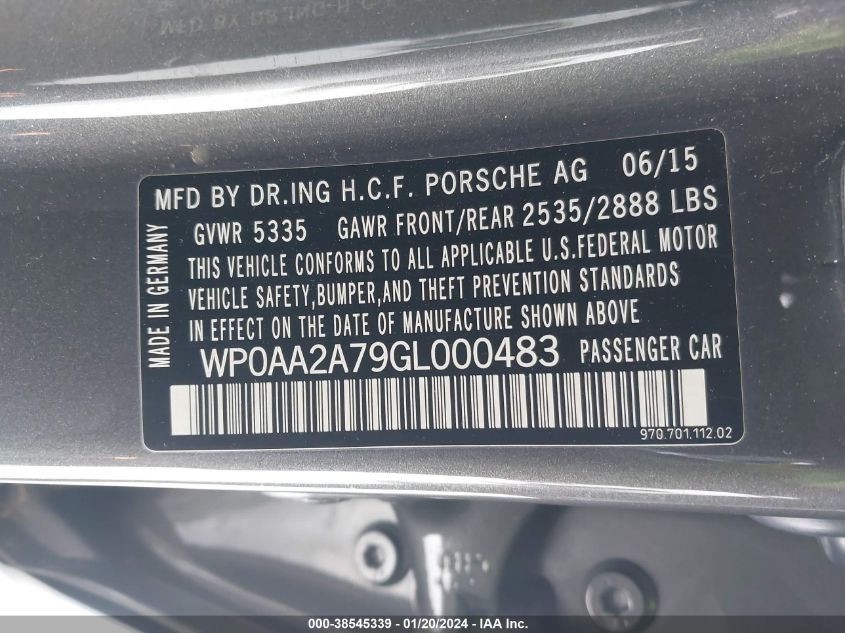 MFD BY DR.ING H.C.F. PORSCHE AG 06/15
GVWR 5335 GAWR FRONT/REAR 2535/2888 LBS
THIS VEHICLE CONFORMS TO ALL APPLICABLE U.S.FEDERAL MOTOR
VEHICLE SAFETY,BUMPER,AND THEFT PREVENTION STANDARDS
IN EFFECT ON THE DATE OF MANUFACTURE SHOWN ABOVE
MADE IN GERMANY
WP0AA2A79GL000483 PASSENGER CAR
970.701.112.02
000-38545339 - 01/20/2024 - IAA Inc.